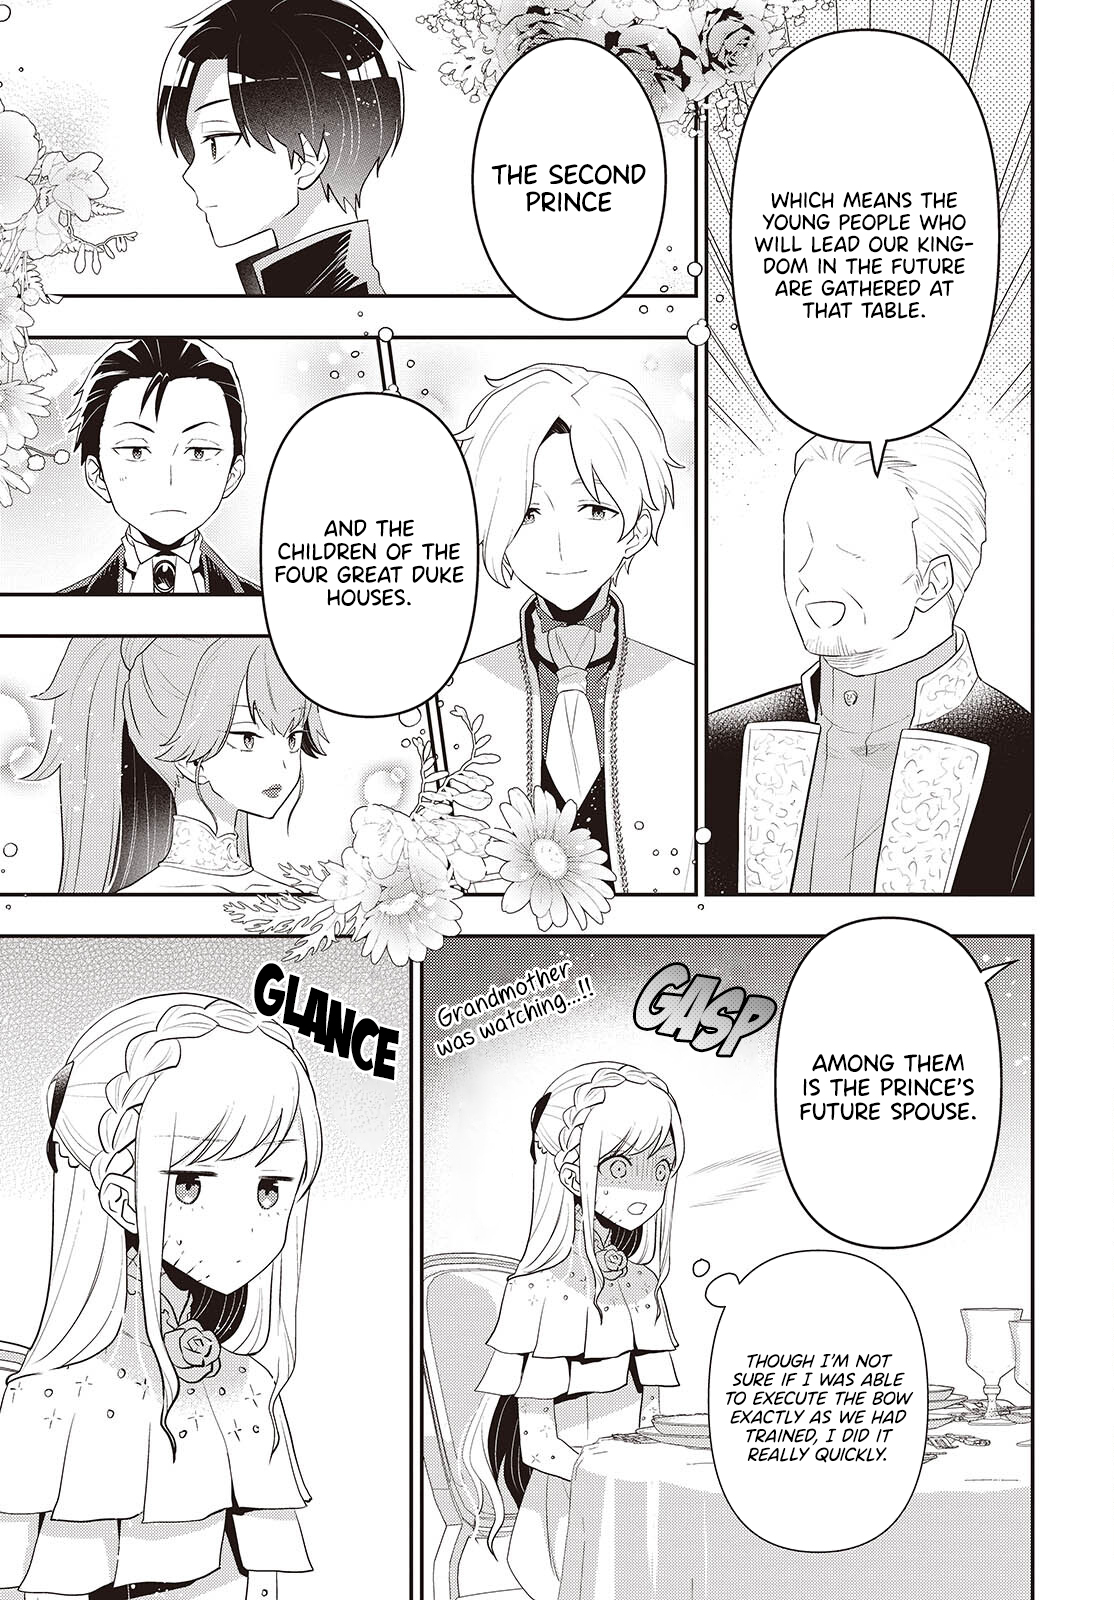 WHICH MEANS THE
YOUNG PEOPLE WHO
WILL LEAD OUR KING-
DOM IN THE FUTURE
ARE GATHERED AT
THAT TABLE.
THE SECOND
PRINCE
AND THE
CHILDREN OF THE
FOUR GREAT DUKE
HOUSES.
AMONG THEM
IS THE PRINCE'S
FUTURE SPOUSE.
GASP
Grandmother
was watching...!!
THOUGH I'M NOT
SURE IF I WAS ABLE
TO EXECUTE THE BOW
EXACTLY AS WE HAD
TRAINED, I DID IT
REALLY QUICKLY.
GLANCE